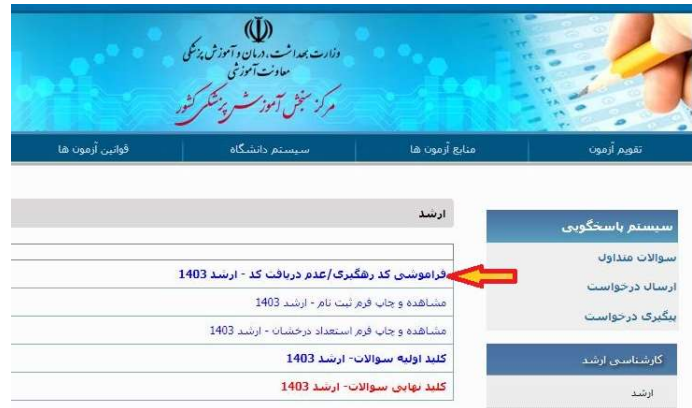 وزارت بهداشت، درمان و آموزش پزشکی
معاونت آموزشی
مرکز سنجش آموزش پزشکی کشور
تقویم آزمون
منابع آزمون ها
سیستم دانشگاه
قوانین آزمون ها
سیستم پاسخگویی
سوالات متداول
ارسال درخواست
پیگیری درخواست
کارشناسی ارشد
ارشد
ارشد
فراموشی کد رهگیری/عدم دریافت کد - ارشد 1403
مشاهده و چاپ فرم ثبت نام - ارشد 1403
مشاهده و چاپ فرم استعداد درخشان - ارشد 1403
کلید اولیه سوالات- ارشد 1403
کلید نهایی سوالات- ارشد 1403